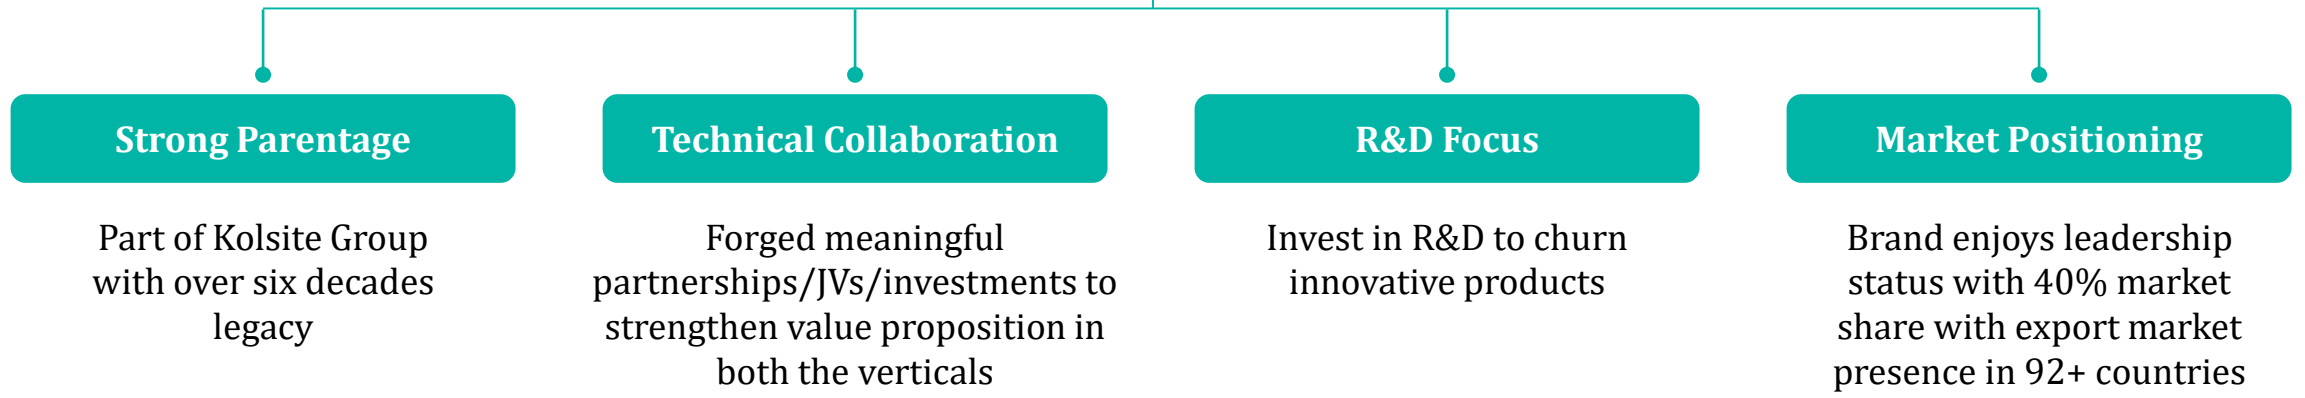 Strong Parentage
Part of Kolsite Group
with over six decades
legacy
Technical Collaboration
Forged meaningful
partnerships/JVs/investments to
strengthen value proposition in
both the verticals
R&D Focus
Invest in R&D to churn
innovative products
Market Positioning
Brand enjoys leadership
status with 40% market
share with export market
presence in 92+ countries